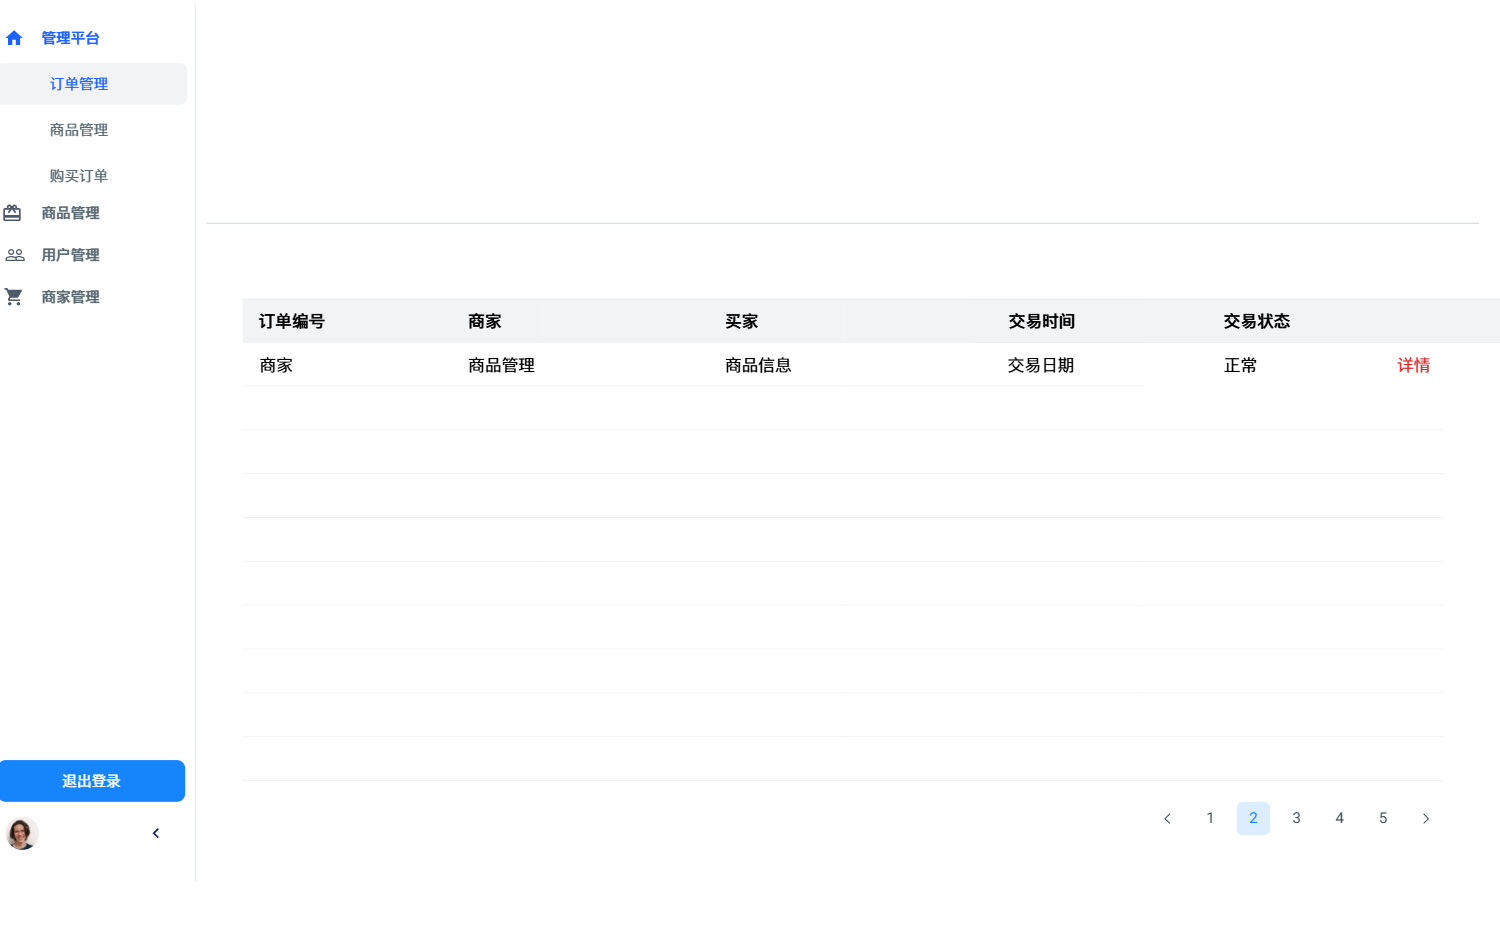 管理平台
订单管理
商品管理
购买订单
商品管理
用户管理
商家管理
订单编号 商家 买家 交易时间 交易状态
商家 商品管理 商品信息 交易日期 正常 详情
退出登录
1 2 3 4 5